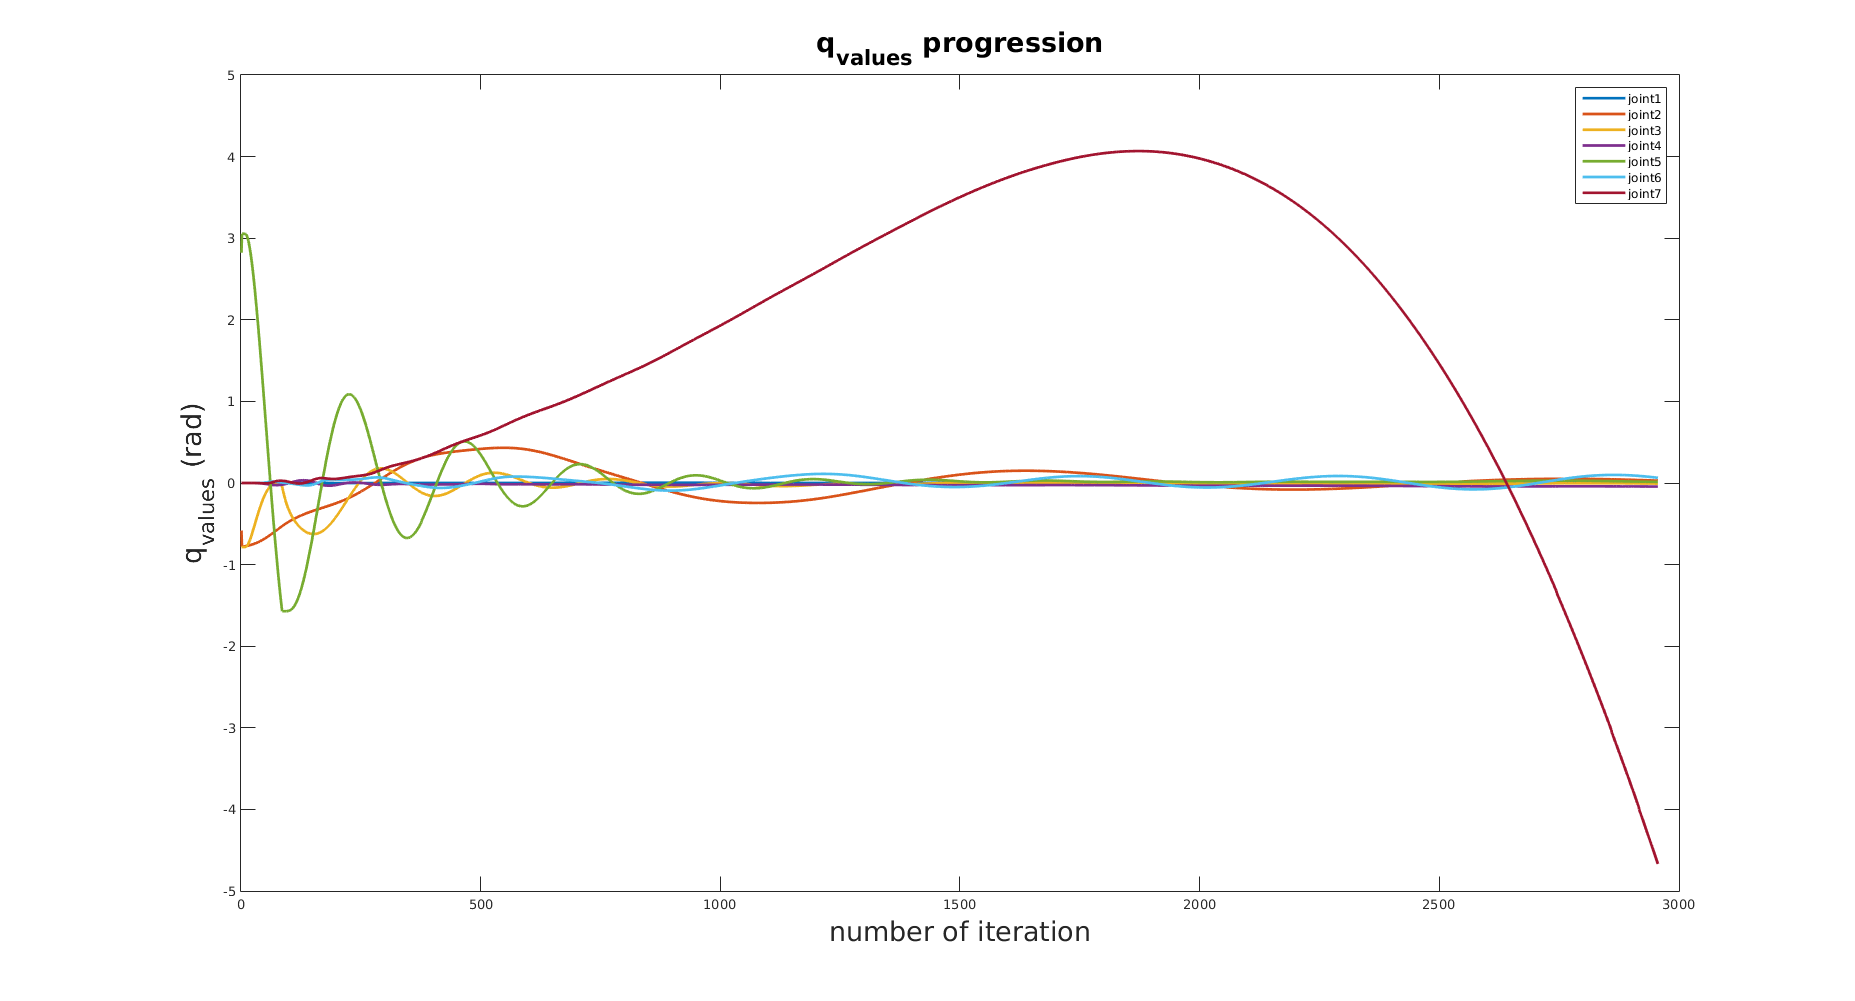 q_values progression
5
4
3
2
1
0
-1
-2
-3
-4
-5
q_values (rad)
joint1
joint2
joint3
joint4
joint5
joint6
joint7
0 500 1000 1500 2000 2500 3000
number of iteration